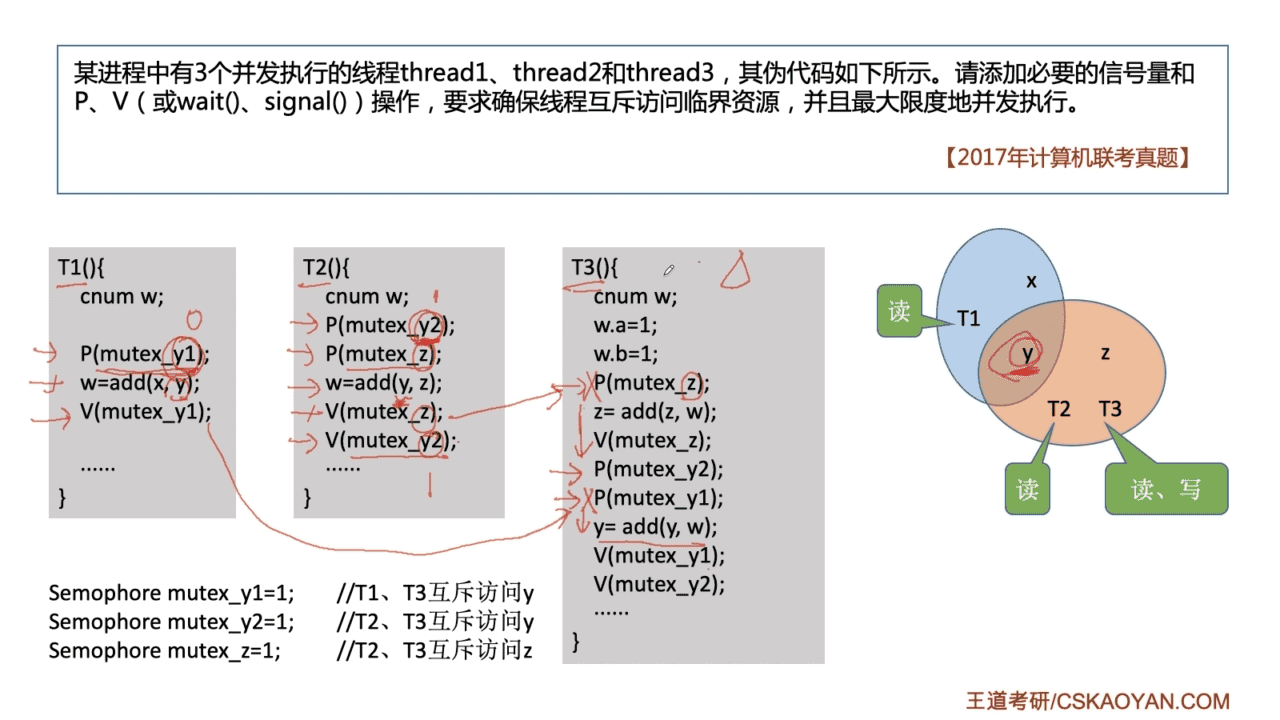 某进程中有3个并发执行的线程thread1、thread2和thread3，其伪代码如下所示。请添加必要的信号量和
P、V（或wait()、signal()）操作，要求确保线程互斥访问临界资源，并且最大限度地并发执行。
【2017年计算机联考真题】
T1(){
cnum w;
0
P(mutex_y1);
w=add(x, y);
V(mutex_y1);
......
}
T2(){
cnum w;
1
P(mutex_y2);
P(mutex_z);
w=add(y, z);
V(mutex_z);
V(mutex_y2);
......
1
}
T3(){
cnum w;
w.a=1;
w.b=1;
P(mutex_z);
z= add(z, w);
V(mutex_z);
P(mutex_y2);
P(mutex_y1);
y= add(y, w);
V(mutex_y1);
V(mutex_y2);
......
}
x
读
T1
y
z
T2
T3
读
读、写
Semophore mutex_y1=1; //T1、T3互斥访问y
Semophore mutex_y2=1; //T2、T3互斥访问y
Semophore mutex_z=1; //T2、T3互斥访问z
王道考研/CSKAOYAN.COM